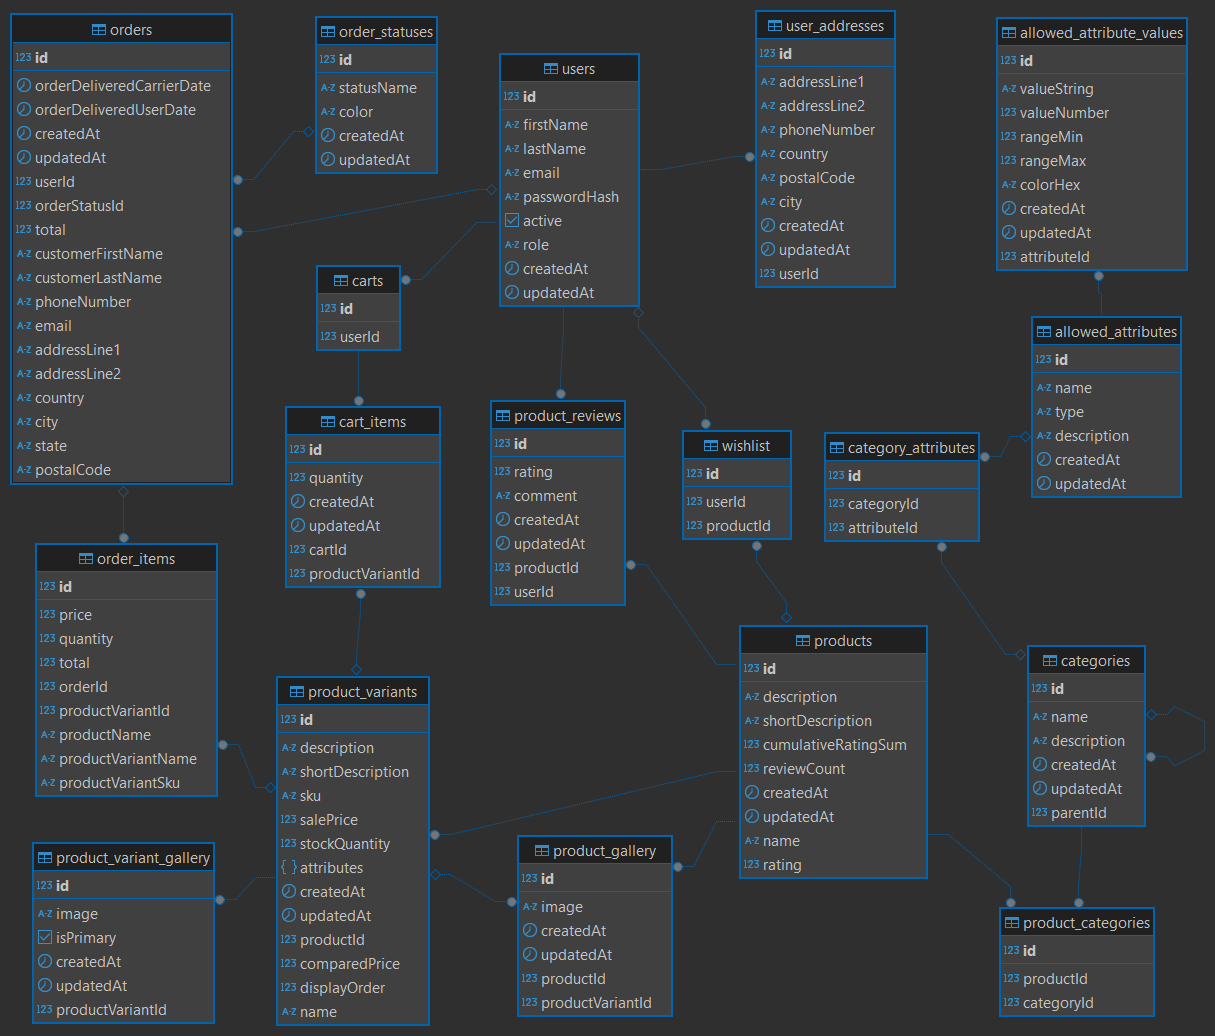 orders
123 id
orderDeliveredCarrierDate
orderDeliveredUserDate
createdAt
updatedAt
123 userId
123 orderStatusId
123 total
A-Z customerFirstName
A-Z customerLastName
A-Z phoneNumber
A-Z email
A-Z addressLine1
A-Z addressLine2
A-Z country
A-Z city
A-Z state
A-Z postalCode
order_statuses
123 id
A-Z statusName
A-Z color
createdAt
updatedAt
users
123 id
A-Z firstName
A-Z lastName
A-Z email
A-Z passwordHash
active
A-Z role
createdAt
updatedAt
user_addresses
123 id
A-Z addressLine1
A-Z addressLine2
A-Z phoneNumber
A-Z country
A-Z postalCode
A-Z city
createdAt
updatedAt
123 userId
allowed_attribute_values
123 id
A-Z valueString
123 valueNumber
123 rangeMin
123 rangeMax
A-Z colorHex
createdAt
updatedAt
123 attributeId
carts
123 id
123 userId
allowed_attributes
123 id
A-Z name
A-Z type
A-Z description
createdAt
updatedAt
cart_items
123 id
123 quantity
createdAt
updatedAt
123 cartId
123 productVariantId
product_reviews
123 id
123 rating
A-Z comment
createdAt
updatedAt
123 productId
123 userId
wishlist
123 id
123 userId
123 productId
category_attributes
123 id
123 categoryId
123 attributeId
order_items
123 id
123 price
123 quantity
123 total
123 orderId
123 productVariantId
A-Z productName
A-Z productVariantName
A-Z productVariantSku
product_variants
123 id
A-Z description
A-Z shortDescription
A-Z sku
123 salePrice
123 stockQuantity
{ } attributes
createdAt
updatedAt
123 productId
123 comparedPrice
123 displayOrder
A-Z name
products
123 id
A-Z description
A-Z shortDescription
123 cumulativeRatingSum
123 reviewCount
createdAt
updatedAt
A-Z name
123 rating
categories
123 id
A-Z name
A-Z description
createdAt
updatedAt
123 parentId
product_variant_gallery
123 id
A-Z image
isPrimary
createdAt
updatedAt
123 productVariantId
product_gallery
123 id
A-Z image
createdAt
updatedAt
123 productId
123 productVariantId
product_categories
123 id
123 productId
123 categoryId